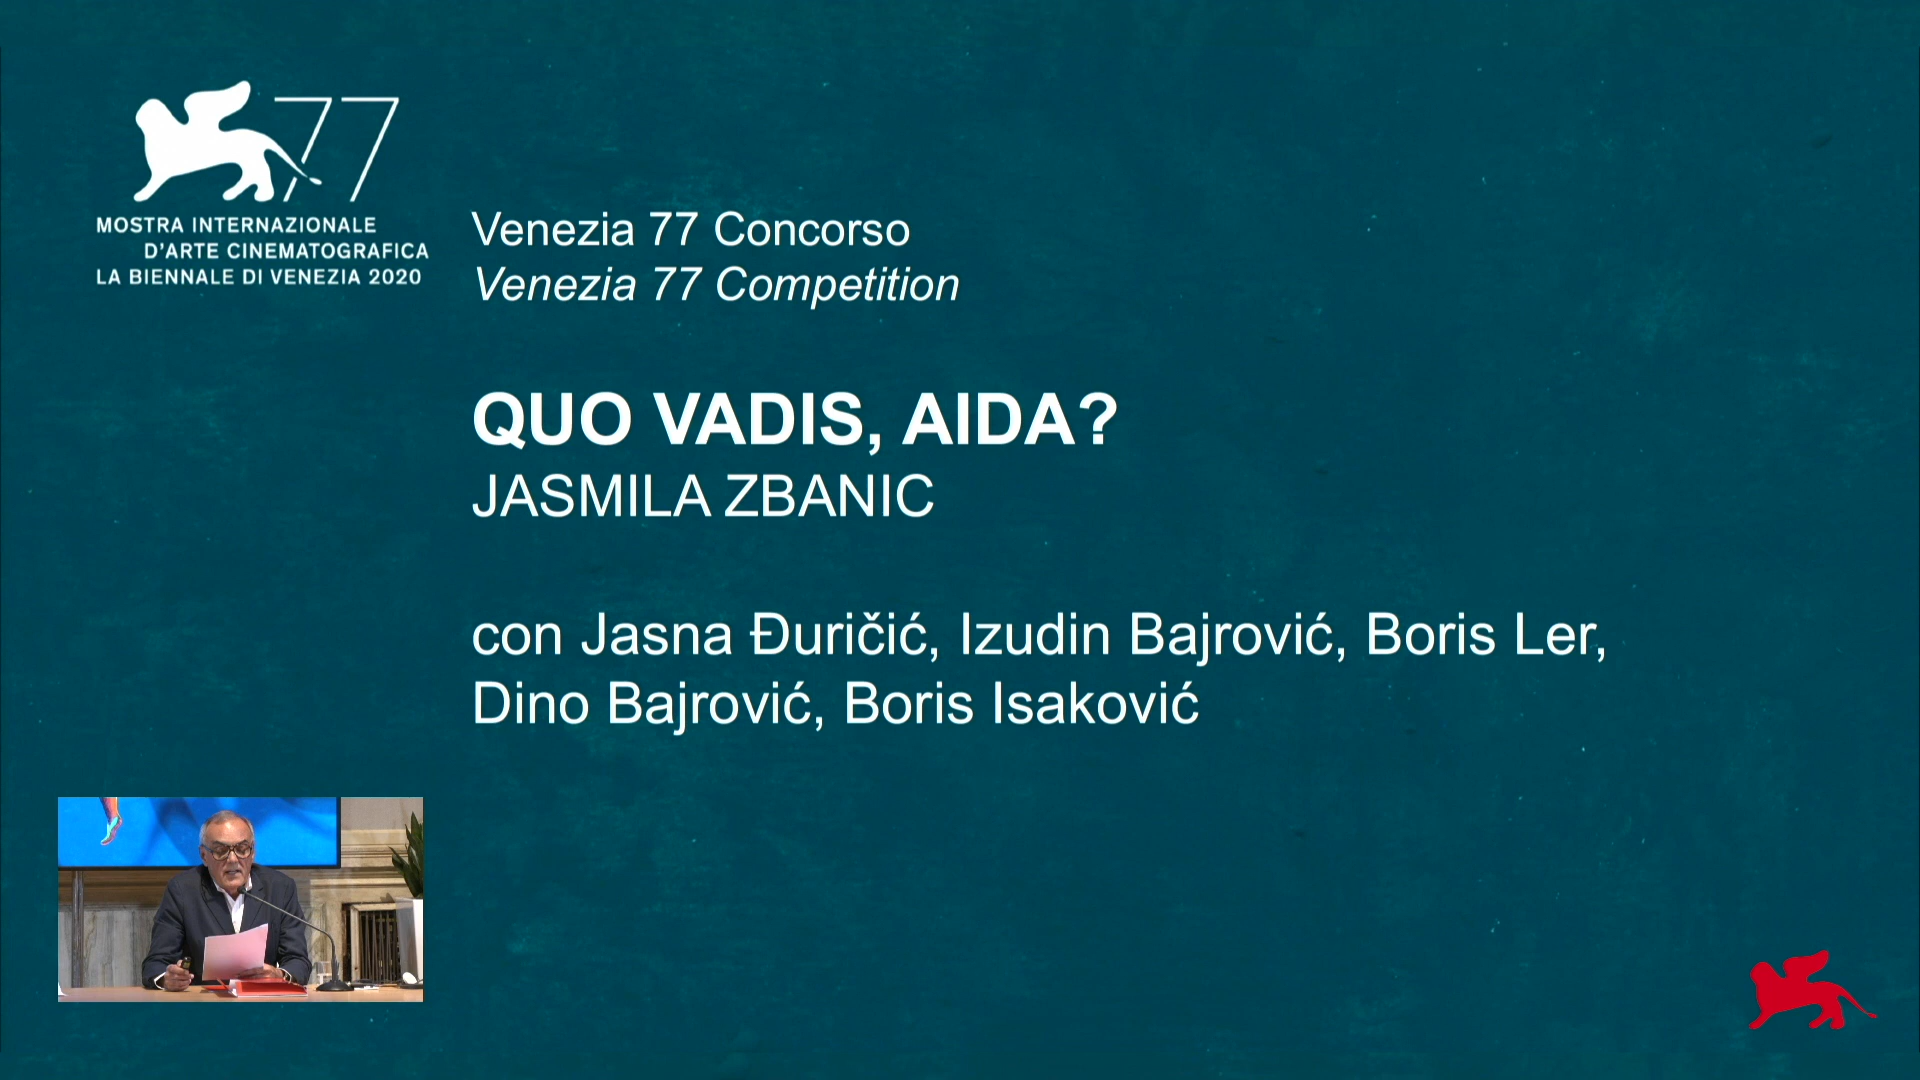 77
MOSTRA INTERNAZIONALE
D'ARTE CINEMATOGRAFICA
LA BIENNALE DI VENEZIA 2020
Venezia 77 Concorso
Venezia 77 Competition
QUO VADIS, AIDA?
JASMILA ZBANIC
con Jasna Đuričić, Izudin Bajrović, Boris Ler,
Dino Bajrović, Boris Isaković